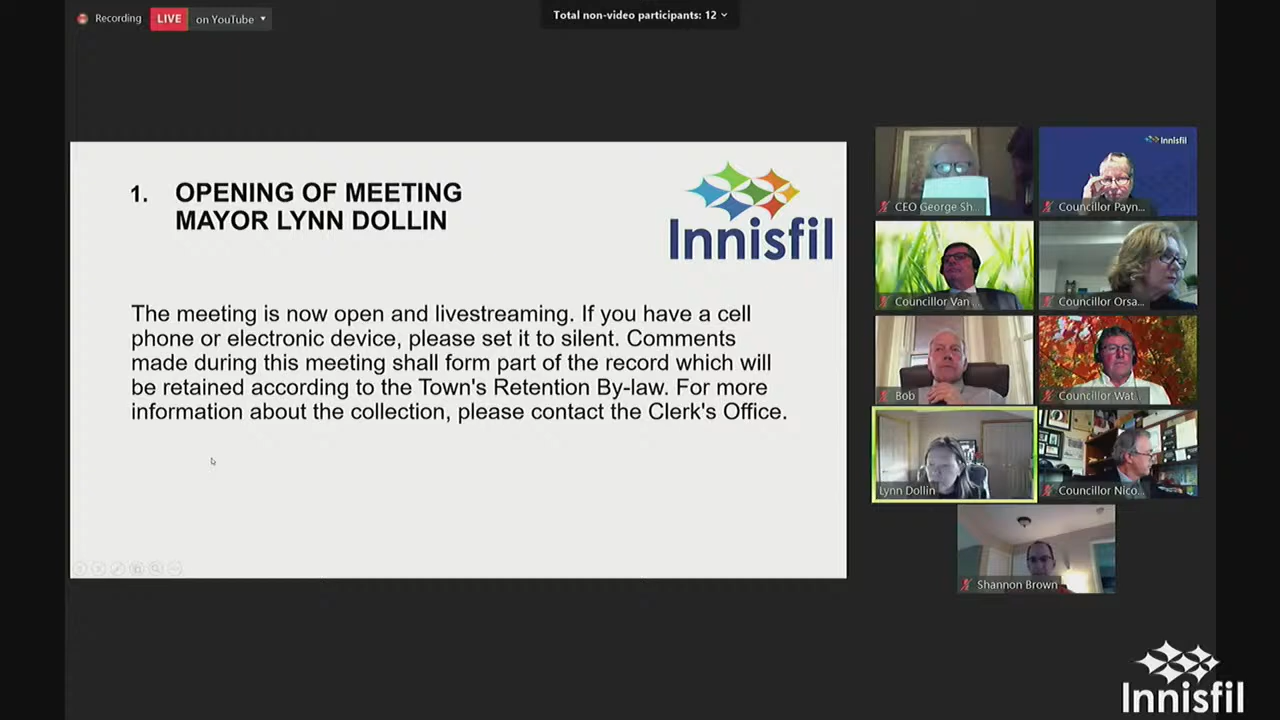 Recording
LIVE on YouTube
Total non-video participants: 12
1. OPENING OF MEETING
MAYOR LYNN DOLLIN
Innisfil
The meeting is now open and livestreaming. If you have a cell
phone or electronic device, please set it to silent. Comments
made during this meeting shall form part of the record which will
be retained according to the Town's Retention By-law. For more
information about the collection, please contact the Clerk's Office.
CEO George Sh...
Innisfil
Councillor Payn...
Councillor Van ...
Councillor Orsa...
Bob
Councillor Wat...
Lynn Dollin
Councillor Nico...
Shannon Brown
Innisfil